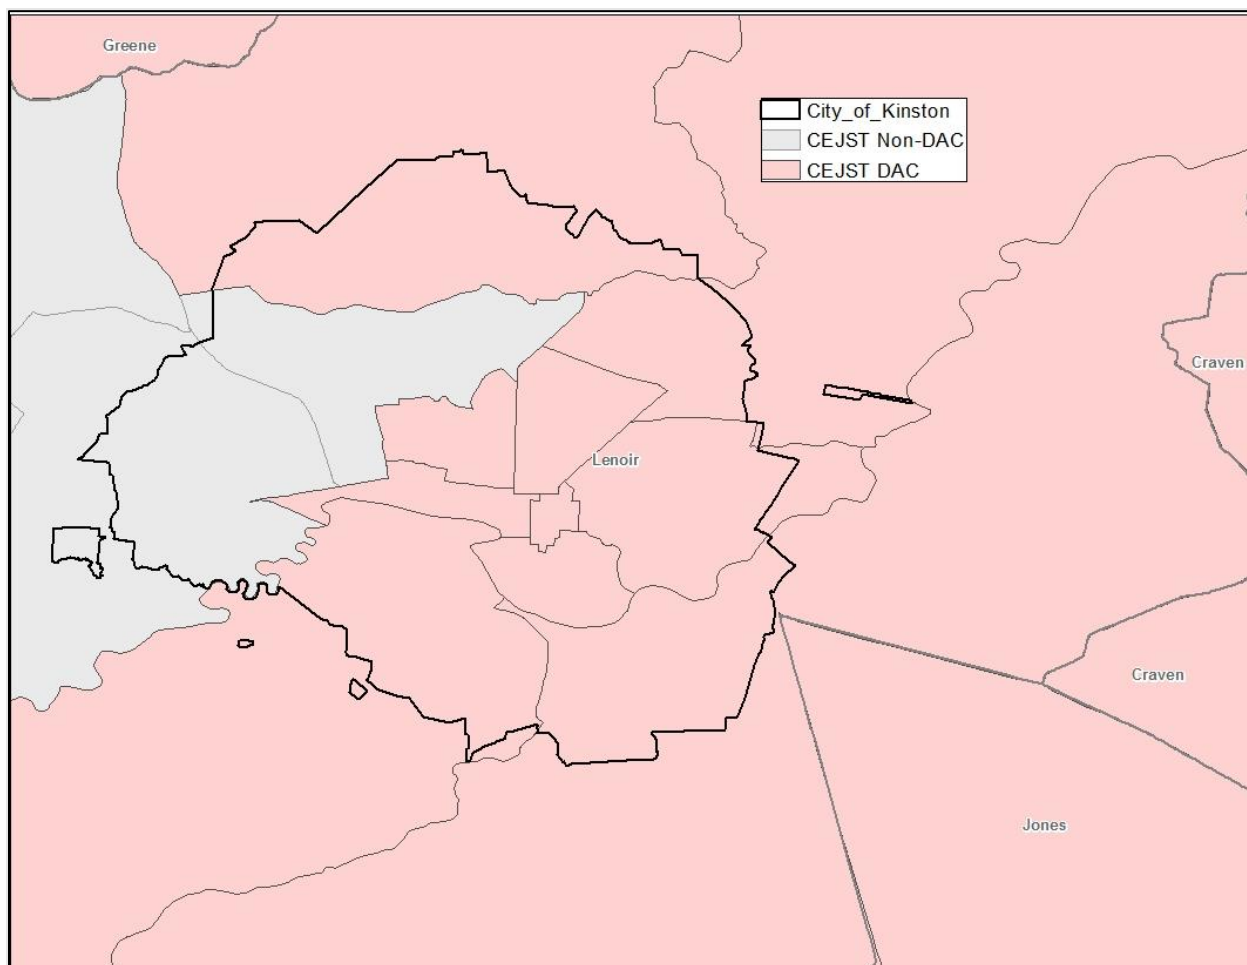 Greene
City_of_Kinston
CEJST Non-DAC
CEJST DAC
Craven
Lenoir
Craven
Jones